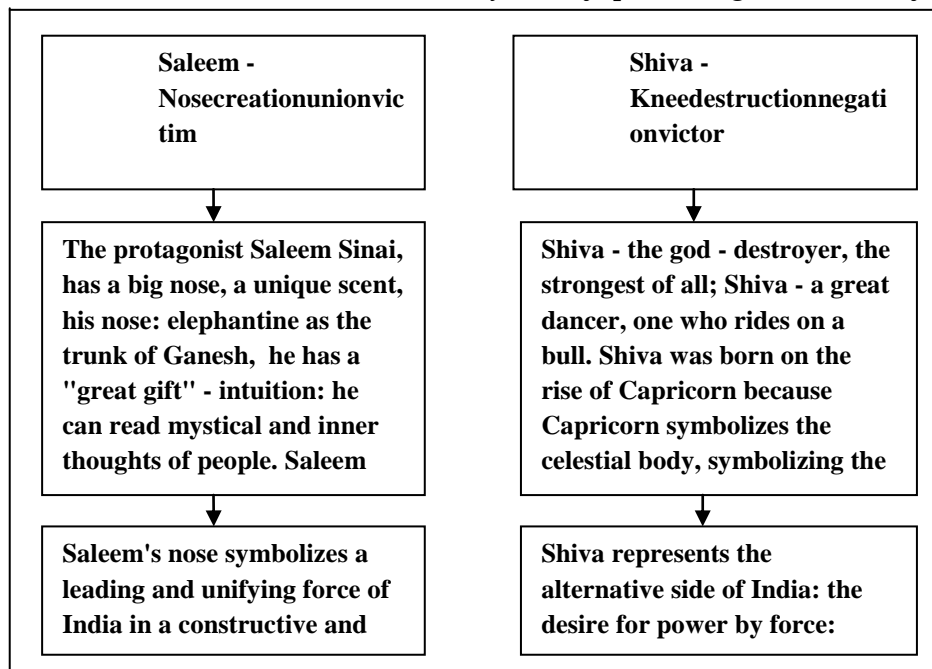 Saleem -
Nosecreationunionvic
tim
The protagonist Saleem Sinai,
has a big nose, a unique scent,
his nose: elephantine as the
trunk of Ganesh, he has a
"great gift" - intuition: he
can read mystical and inner
thoughts of people. Saleem
Saleem's nose symbolizes a
leading and unifying force of
India in a constructive and
Shiva -
Kneedestructionnegati
onvictor
Shiva - the god - destroyer, the
strongest of all; Shiva - a great
dancer, one who rides on a
bull. Shiva was born on the
rise of Capricorn because
Capricorn symbolizes the
celestial body, symbolizing the
Shiva represents the
alternative side of India: the
desire for power by force: